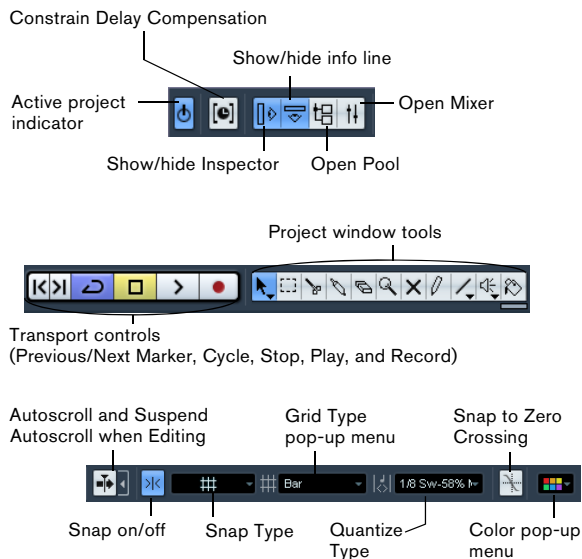 Constrain Delay Compensation
Show/hide info line
Active project
indicator
Open Mixer
Show/hide Inspector
Open Pool
Project window tools
Transport controls
(Previous/Next Marker, Cycle, Stop, Play, and Record)
Autoscroll and Suspend
Autoscroll when Editing
Grid Type
pop-up menu
Snap to Zero
Crossing
Bar
1/8 Sw-58%
Snap on/off
Snap Type
Quantize
Type
Color pop-up
menu